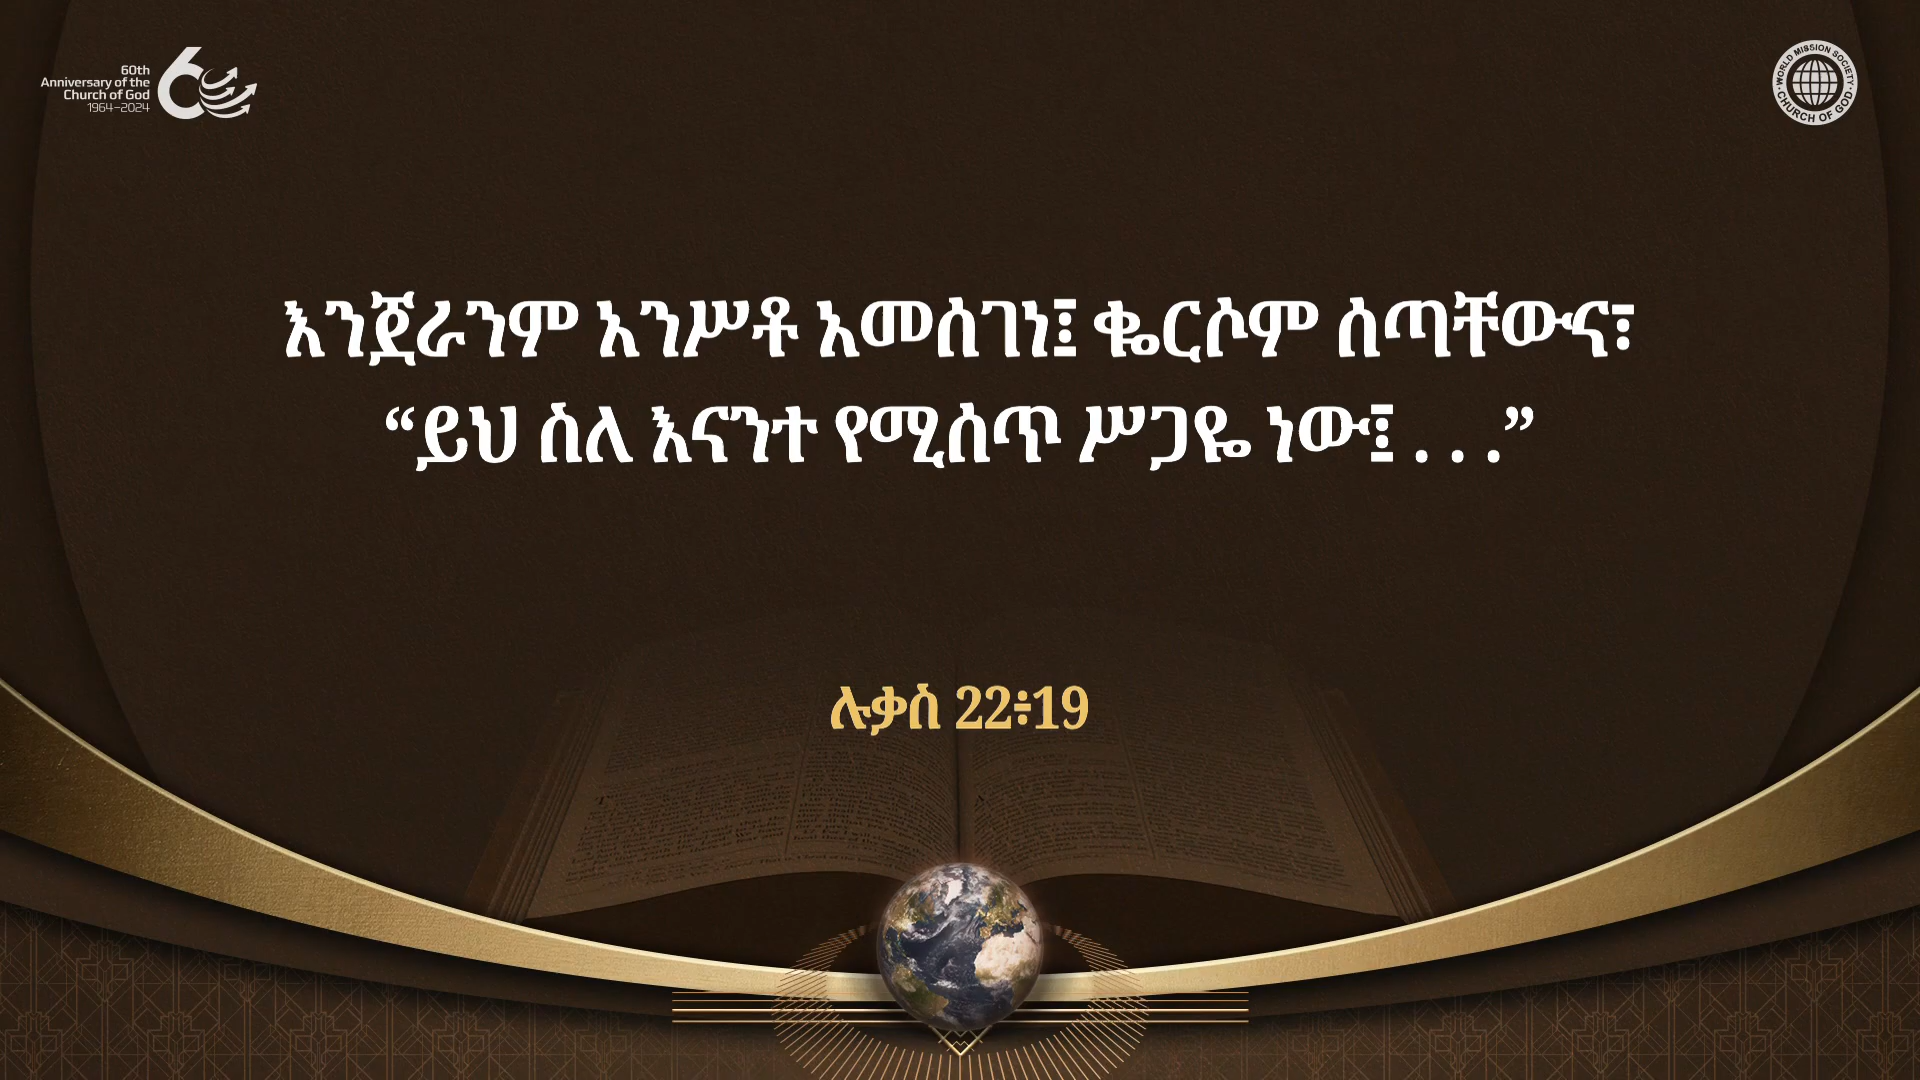 60th
Anniversary of the
Church of God
1964–2024
WORLD MISSION SOCIETY
CHURCH OF GOD
እንጀራንም አንሥቶ አመሰገነ፤ ቈርሶም ሰጣቸውና፣
“ይህ ስለ እናንተ የሚሰጥ ሥጋዬ ነው፤ . . .”
ሉቃስ 22፥19